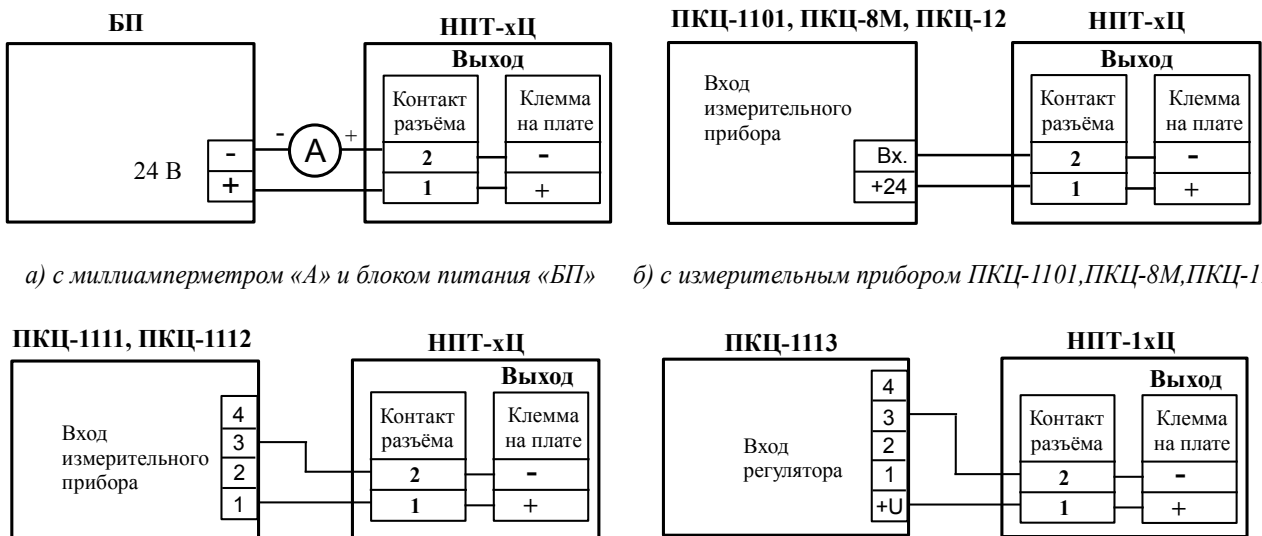 БП
НПТ-хЦ
Выход
Контакт
разъёма
Клемма
на плате
24 В
-
+
-
А
+
2
-
1
+
ПКЦ-1101, ПКЦ-8М, ПКЦ-12
НПТ-хЦ
Выход
Вход
измерительного
прибора
Контакт
разъёма
Клемма
на плате
Вх.
+24
2
-
1
+
а) с миллиамперметром «А» и блоком питания «БП»
б) с измерительным прибором ПКЦ-1101,ПКЦ-8М,ПКЦ-1
ПКЦ-1111, ПКЦ-1112
НПТ-хЦ
Выход
Вход
измерительного
прибора
4
3
2
1
Контакт
разъёма
Клемма
на плате
2
-
1
+
ПКЦ-1113
НПТ-1хЦ
Выход
Вход
регулятора
4
3
2
1
+U
Контакт
разъёма
Клемма
на плате
2
-
1
+